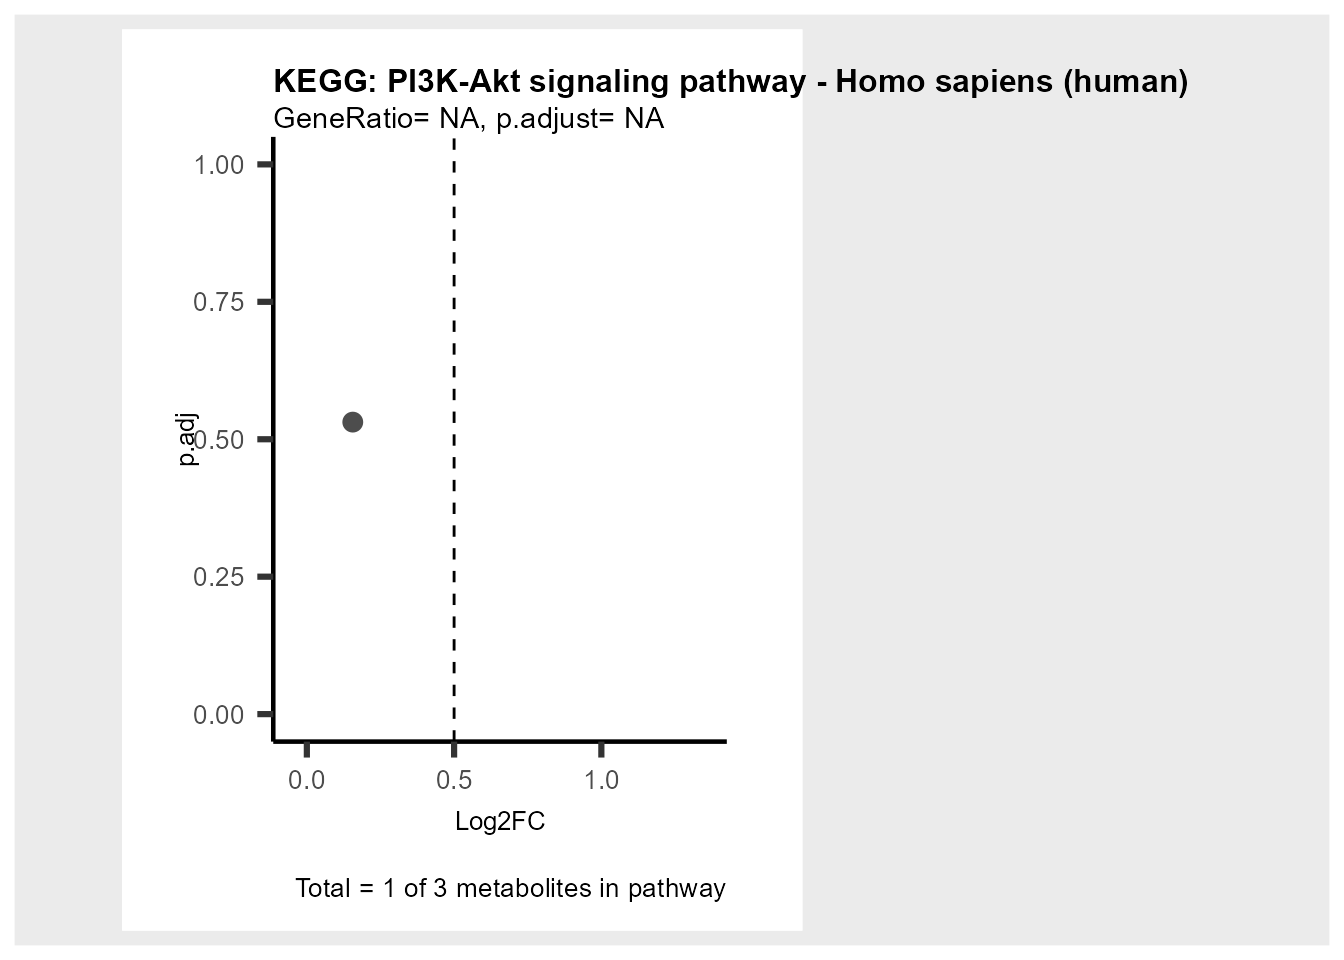 KEGG: PI3K-Akt signaling pathway - Homo sapiens (human)
GeneRatio= NA, p.adjust= NA
1.00
0.75
p.adj
0.50
0.25
0.00
0.0 0.5 1.0
Log2FC
Total = 1 of 3 metabolites in pathway